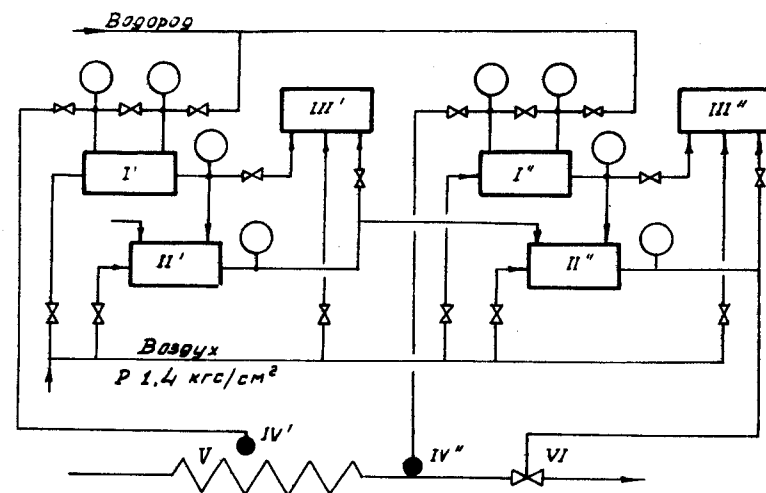 Водород
III'
III"
I'
I"
II'
II"
Воздух
P 1,4 кгс/см²
IV'
V
IV"
VI